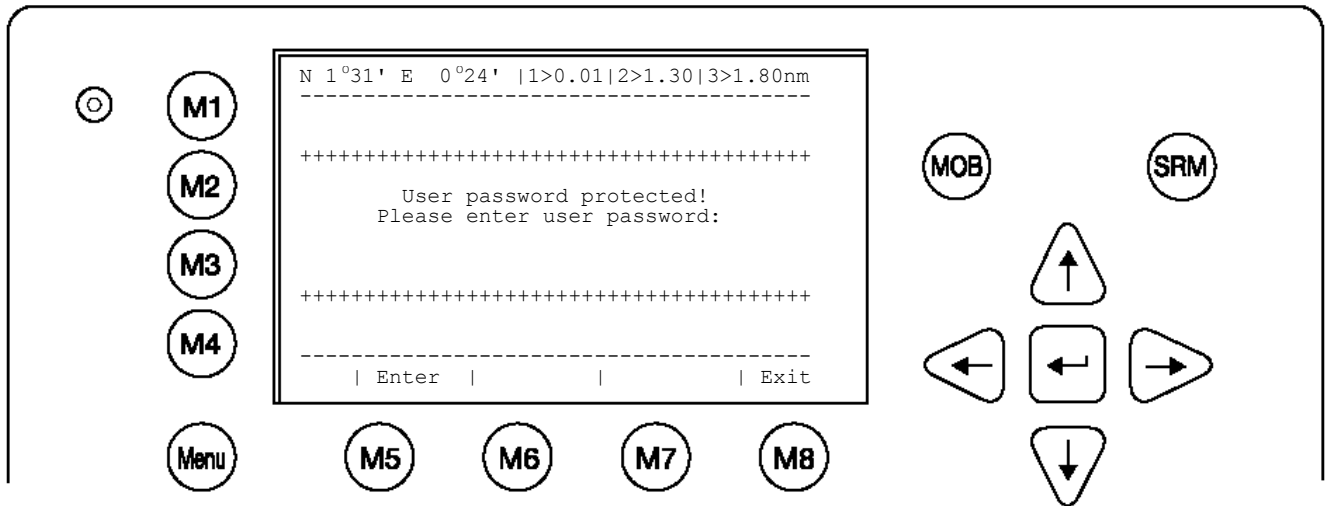 N 1°31' E 0°24' |1>0.01|2>1.30|3>1.80nm
----------------------------------------
++++++++++++++++++++++++++++++++++++++++
User password protected!
Please enter user password:
++++++++++++++++++++++++++++++++++++++++
----------------------------------------
| Enter | | | Exit
M1
M2
M3
M4
Menu
M5 M6 M7 M8
MOB SRM